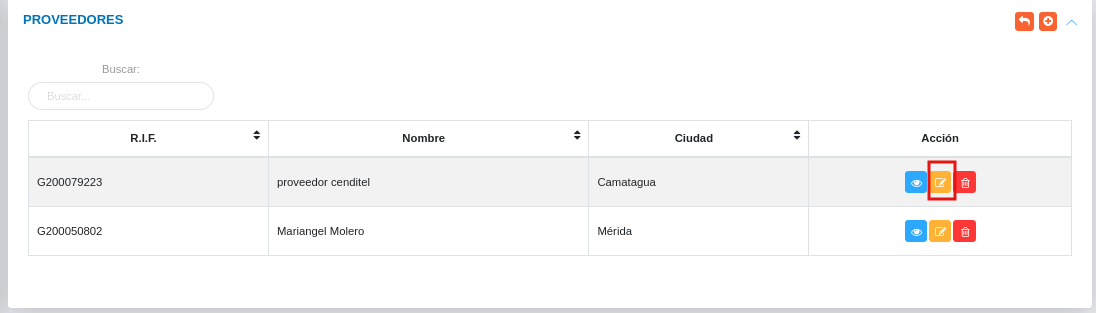 PROVEEDORES
Buscar:
Buscar...
R.I.F. Nombre Ciudad Acción
G200079223 proveedor cenditel Camatagua
G200050802 Mariangel Molero Mérida